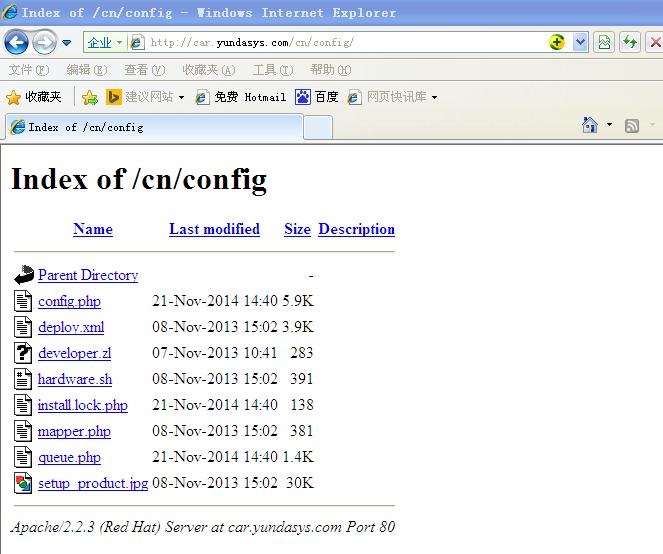 Index of /cn/config - Windows Internet Explorer
企业 http://car.yundasys.com/cn/config/
文件(F) 编辑(E) 查看(V) 收藏夹(A) 工具(T) 帮助(H)
收藏夹 建议网站 免费 Hotmail 百度 网页快讯库
Index of /cn/config
Index of /cn/config
Name Last modified Size Description
Parent Directory -
config.php 21-Nov-2014 14:40 5.9K
deploy.xml 08-Nov-2013 15:02 3.9K
developer.zl 07-Nov-2013 10:41 283
hardware.sh 08-Nov-2013 15:02 391
install.lock.php 21-Nov-2014 14:40 138
mapper.php 08-Nov-2013 15:02 381
queue.php 21-Nov-2014 14:40 1.4K
setup_product.jpg 08-Nov-2013 15:02 30K
Apache/2.2.3 (Red Hat) Server at car.yundasys.com Port 80